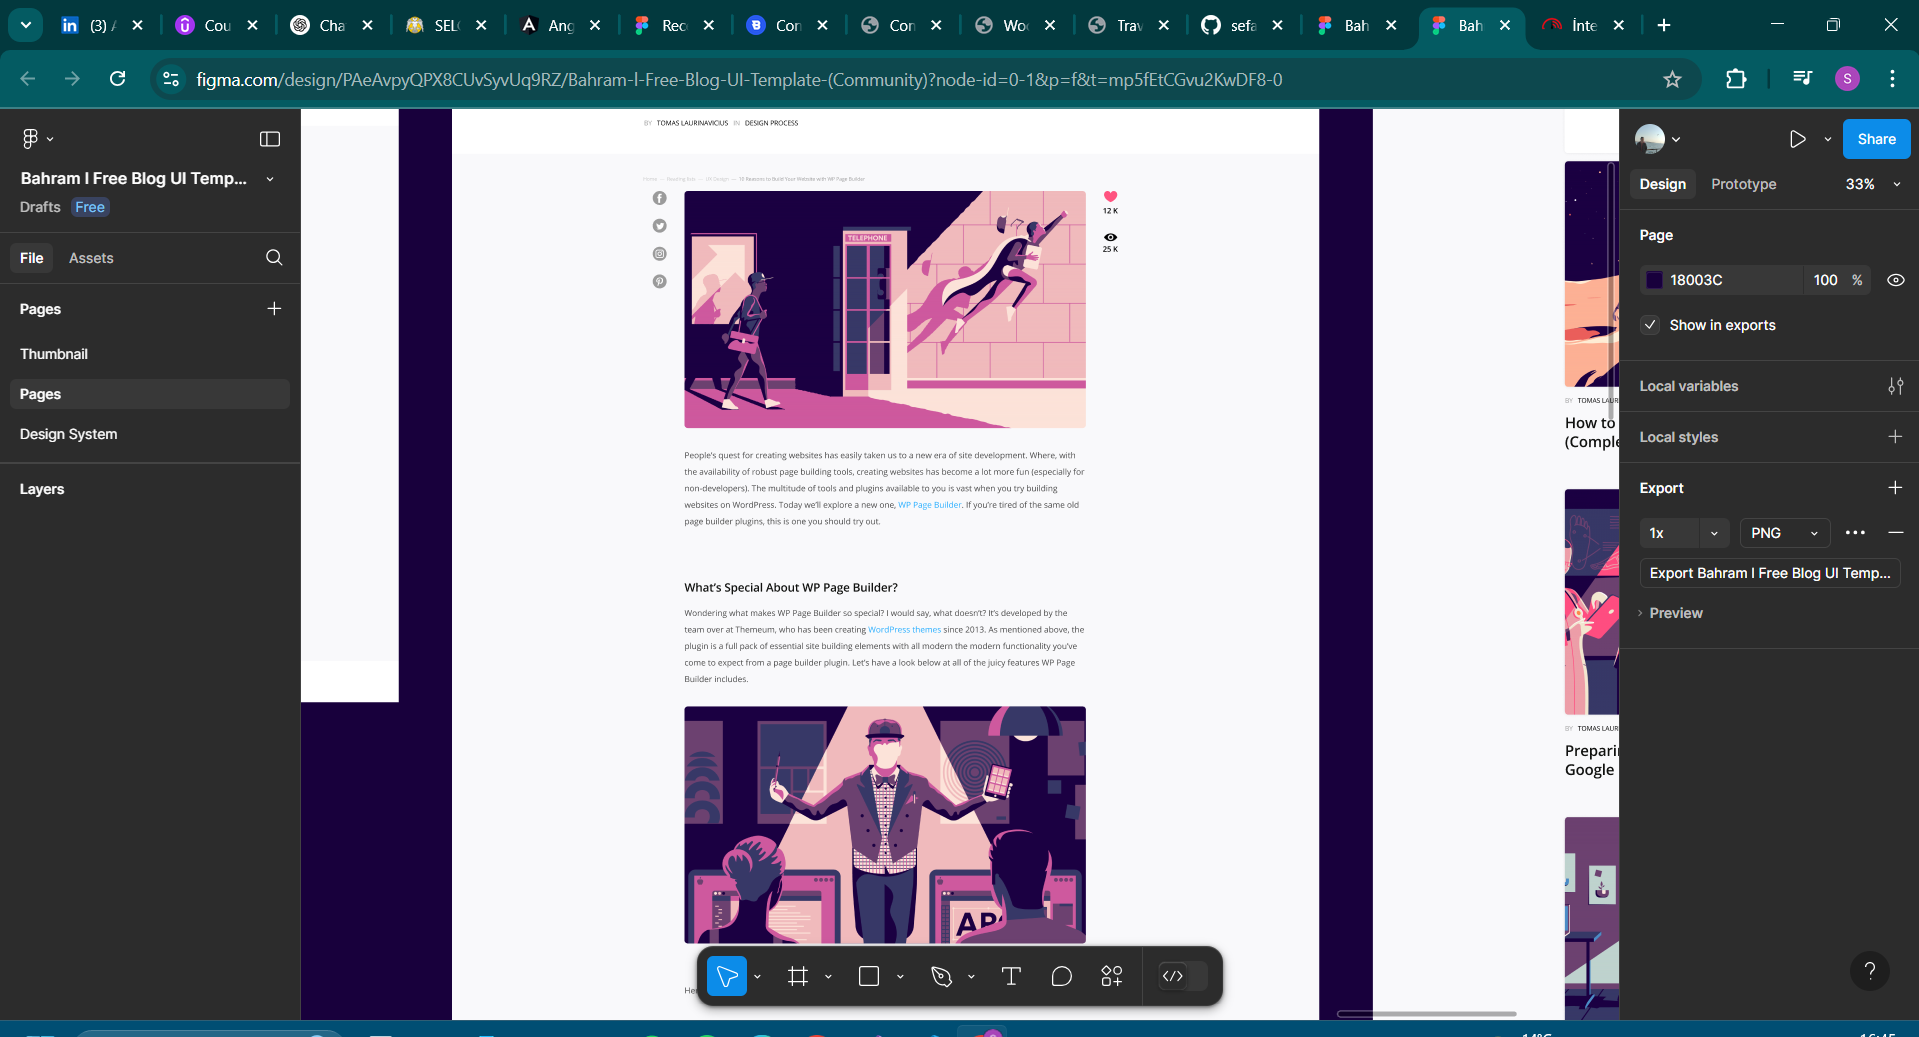 (3) A
Cou
Cha
SEL
Ang
Rec
Con
Con
Wo
Trav
sefa
Bah
Bah
İnte
figma.com/design/PAeAvpyQPX8CUvSyvUq9RZ/Bahram-l-Free-Blog-UI-Template-(Community)?node-id=0-1&p=f&t=mp5fEtCGvu2KwDF8-0
S
Bahram l Free Blog UI Temp...
Drafts Free
File Assets
Pages
Thumbnail
Pages
Design System
Layers
BY TOMAS LAURINAVICIUS IN DESIGN PROCESS
Home — Reading lists — UX Design — 10 Reasons to Build Your Website with WP Page Builder
TELEPHONE
12 K
25 K
People's quest for creating websites has easily taken us to a new era of site development. Where, with
the availability of robust page building tools, creating websites has become a lot more fun (especially for
non-developers). The multitude of tools and plugins available to you is vast when you try building
websites on WordPress. Today we'll explore a new one, WP Page Builder. If you're tired of the same old
page builder plugins, this is one you should try out.
What's Special About WP Page Builder?
Wondering what makes WP Page Builder so special? I would say, what doesn't? It's developed by the
team over at Themeum, who has been creating WordPress themes since 2013. As mentioned above, the
plugin is a full pack of essential site building elements with all modern the modern functionality you've
come to expect from a page builder plugin. Let's have a look below at all of the juicy features WP Page
Builder includes.
AP
Her
BY TOMAS LAUR
How to
(Comple
BY TOMAS LAUR
Preparin
Google
Share
Design Prototype 33%
Page
18003C 100 %
Show in exports
Local variables
Local styles
Export
1x PNG
Export Bahram l Free Blog UI Temp...
Preview
?
14°C
16:45